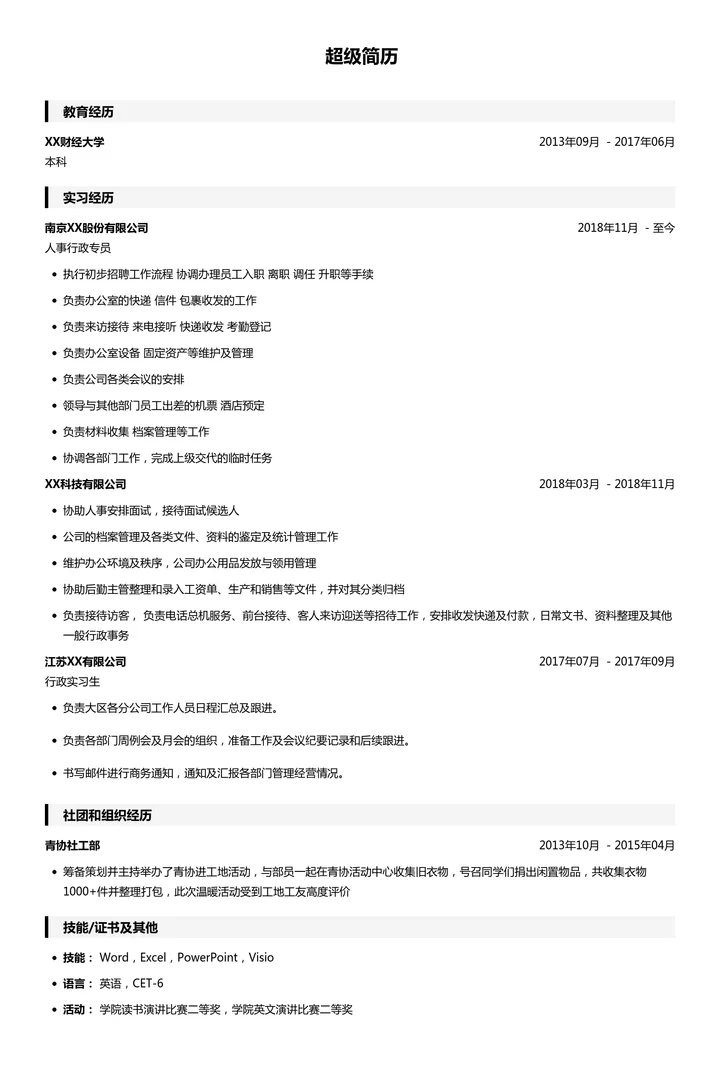 超级简历
教育经历
XX财经大学 2013年09月 - 2017年06月
本科
实习经历
南京XX股份有限公司 2018年11月 - 至今
人事行政专员
• 执行初步招聘工作流程 协调办理员工入职 离职 调任 升职等手续
• 负责办公室的快递 信件 包裹收发的工作
• 负责来访接待 来电接听 快递收发 考勤登记
• 负责办公室设备 固定资产等维护及管理
• 负责公司各类会议的安排
• 领导与其他部门员工出差的机票 酒店预定
• 负责材料收集 档案管理等工作
• 协调各部门工作，完成上级交代的临时任务
XX科技有限公司 2018年03月 - 2018年11月
• 协助人事安排面试，接待面试候选人
• 公司的档案管理及各类文件、资料的鉴定及统计管理工作
• 维护办公环境及秩序，公司办公用品发放与领用管理
• 协助后勤主管整理和录入工资单、生产和销售等文件，并对其分类归档
• 负责接待访客， 负责电话总机服务、前台接待、客人来访迎送等招待工作，安排收发快递及付款，日常文书、资料整理及其他
一般行政事务
江苏XX有限公司 2017年07月 - 2017年09月
行政实习生
• 负责大区各分公司工作人员日程汇总及跟进。
• 负责各部门周例会及月会的组织，准备工作及会议纪要记录和后续跟进。
• 书写邮件进行商务通知，通知及汇报各部门管理经营情况。
社团和组织经历
青协社工部 2013年10月 - 2015年04月
• 筹备策划并主持举办了青协进工地活动，与部员一起在青协活动中心收集旧衣物，号召同学们捐出闲置物品，共收集衣物
1000+件并整理打包，此次温暖活动受到工地工友高度评价
技能/证书及其他
• 技能： Word，Excel，PowerPoint，Visio
• 语言： 英语，CET-6
• 活动： 学院读书演讲比赛二等奖，学院英文演讲比赛二等奖